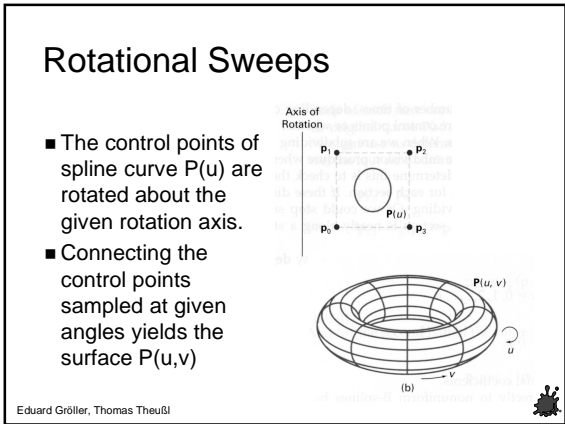 Rotational Sweeps
■ The control points of
spline curve P(u) are
rotated about the
given rotation axis.
■ Connecting the
control points
sampled at given
angles yields the
surface P(u,v)
Axis of
Rotation
p₁
p₂
P(u)
p₀
p₃
P(u, v)
u
v
(b)
Eduard Gröller, Thomas Theußl